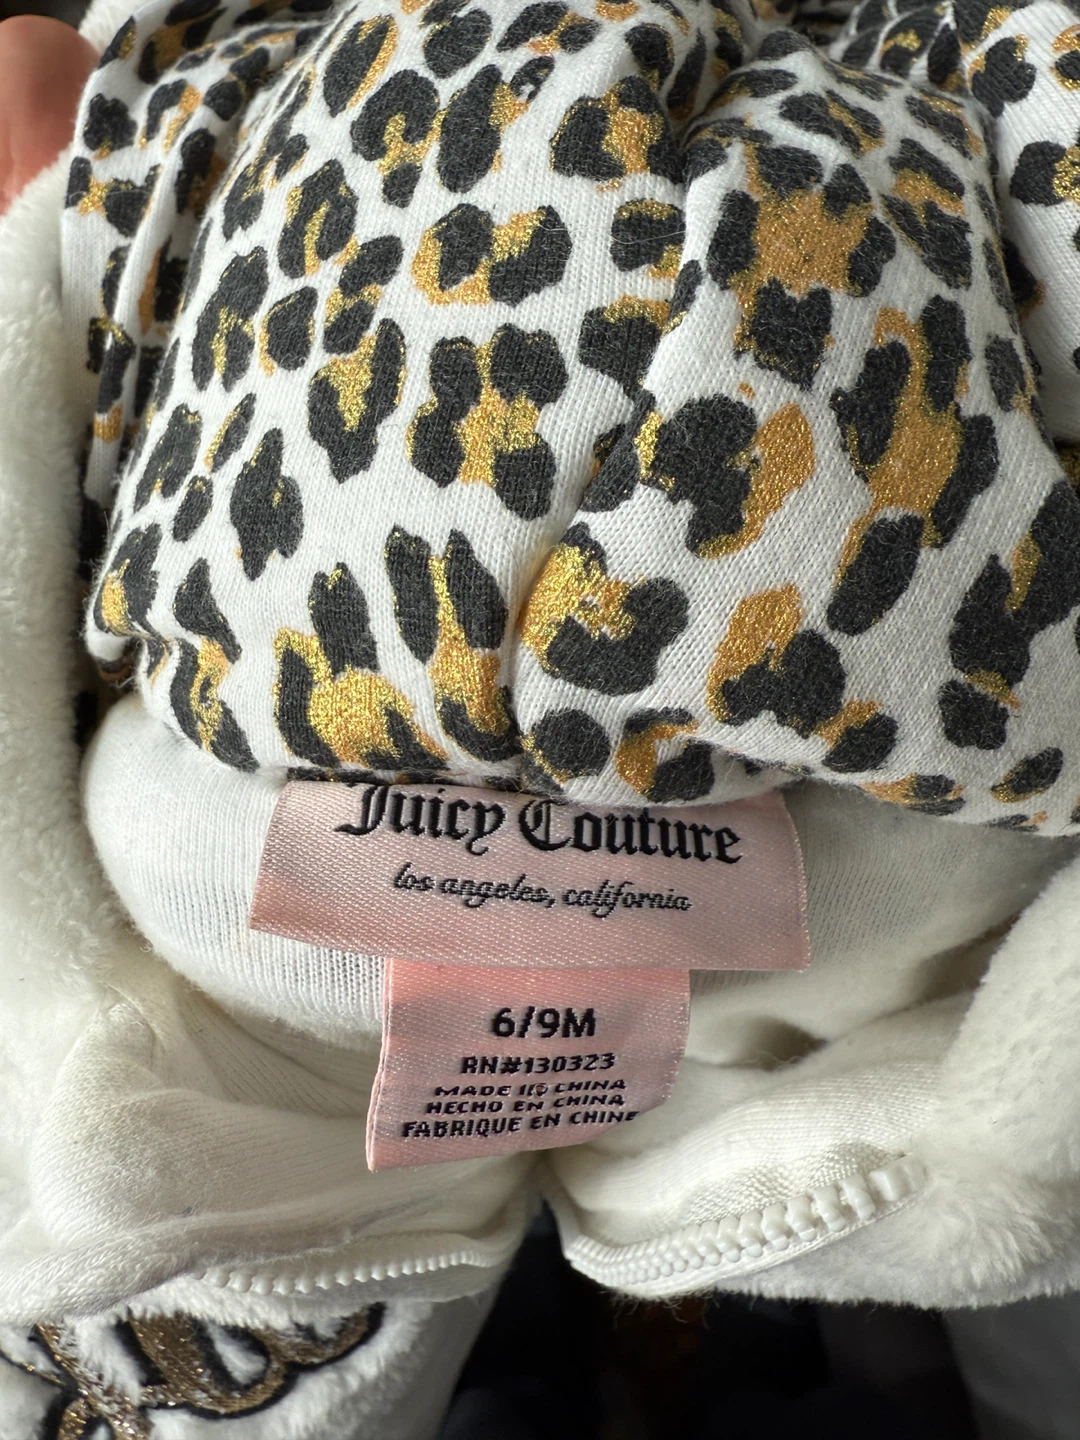 Juicy Couture
los angeles, california
6/9M
RN#130323
MADE IN CHINA
HECHO EN CHINA
FABRIQUE EN CHINE